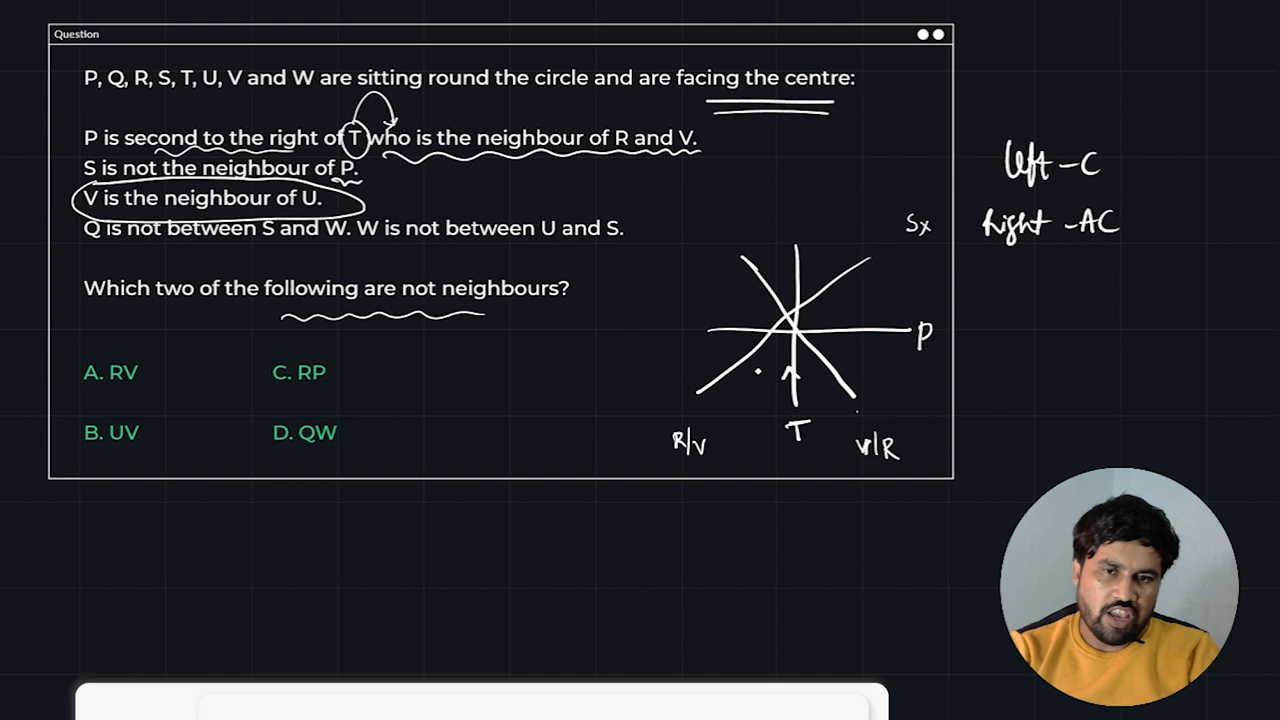 Question
P, Q, R, S, T, U, V and W are sitting round the circle and are facing the centre:
P is second to the right of T who is the neighbour of R and V.
S is not the neighbour of P.
V is the neighbour of U.
Q is not between S and W. W is not between U and S.
Which two of the following are not neighbours?
A. RV
C. RP
B. UV
D. QW
left - C
Right - AC
Sx
P
R/V
T
V/R